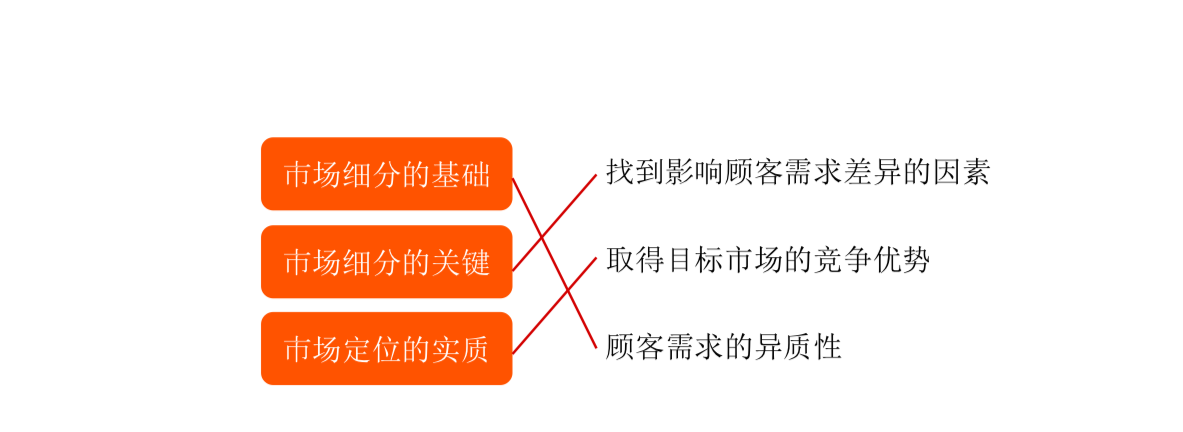 市场细分的基础
找到影响顾客需求差异的因素
市场细分的关键
取得目标市场的竞争优势
市场定位的实质
顾客需求的异质性